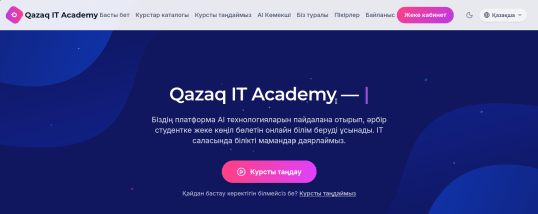 Qazaq IT Academy Басты бет Курстар каталогы Курсты таңдаймыз AI Көмекші Біз туралы Пікірлер Байланыс Жеке кабинет Қазақша
Qazaq IT Academy — |
Біздің платформа AI технологияларын пайдалана отырып, әрбір
студентке жеке көңіл бөлетін онлайн білім беруді ұсынады. IT
саласында білікті мамандар даярлаймыз.
Курсты таңдау
Қайдан бастау керектігін білмейсіз бе? Курсты таңдаймыз